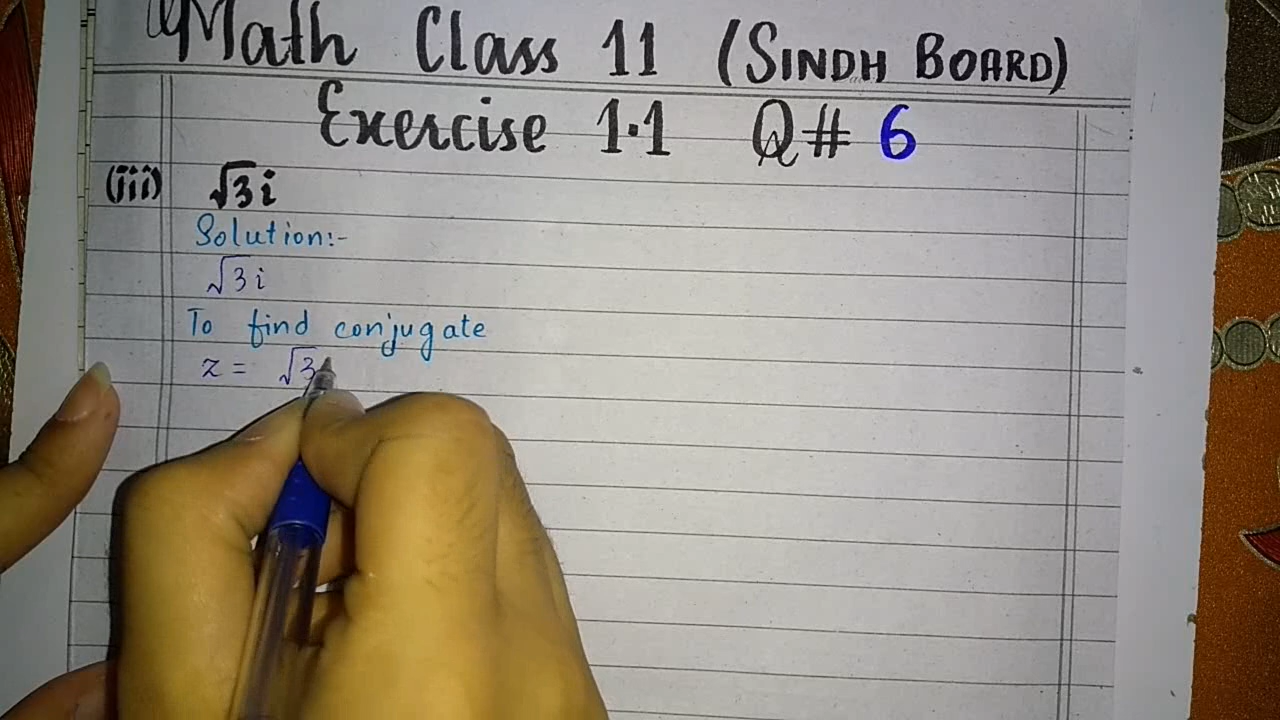 Math Class 11 (SINDH BOARD)
Exercise 1.1 Q# 6
(iii) √3i
Solution:-
√3i
To find conjugate
z = √3